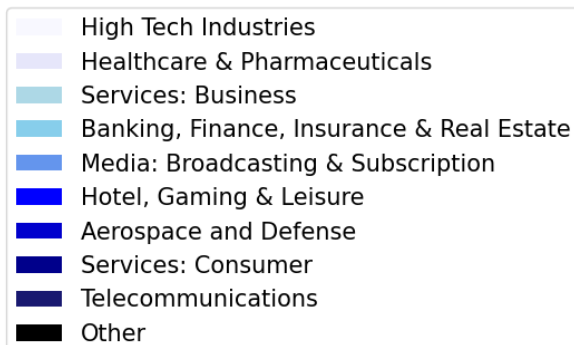 High Tech Industries
Healthcare & Pharmaceuticals
Services: Business
Banking, Finance, Insurance & Real Estate
Media: Broadcasting & Subscription
Hotel, Gaming & Leisure
Aerospace and Defense
Services: Consumer
Telecommunications
Other